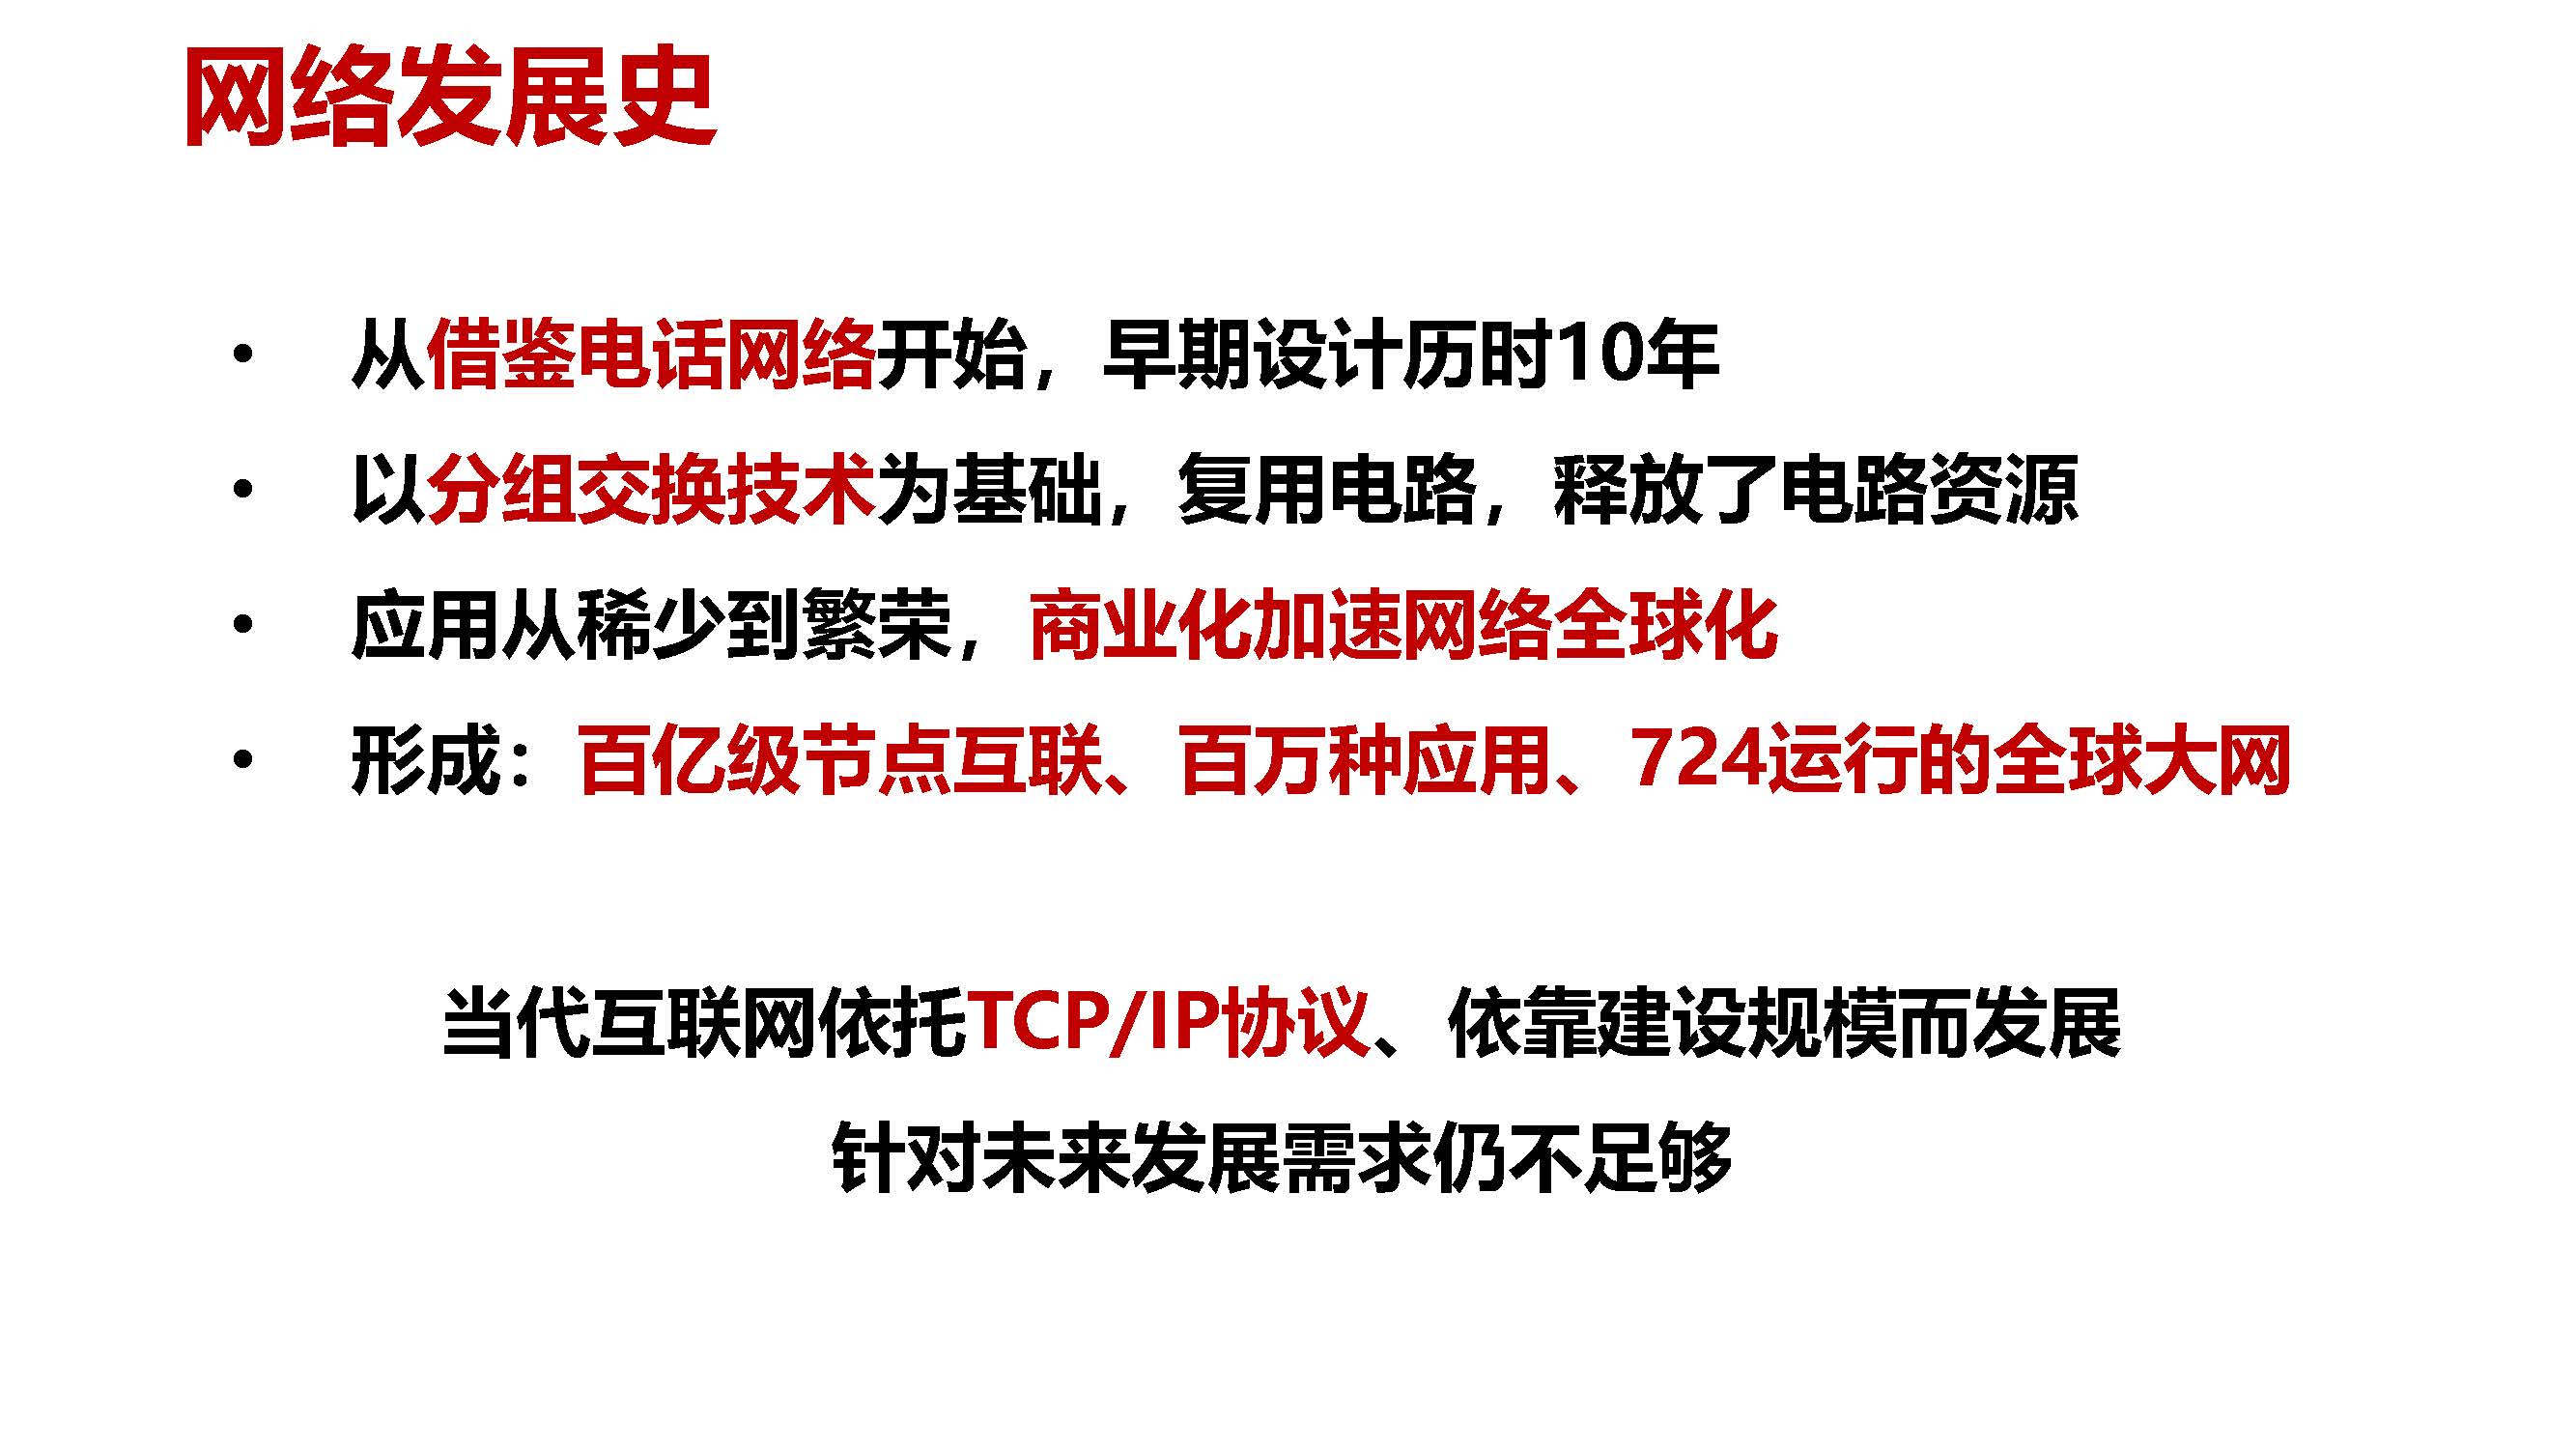 网络发展史
• 从借鉴电话网络开始，早期设计历时10年
• 以分组交换技术为基础，复用电路，释放了电路资源
• 应用从稀少到繁荣，商业化加速网络全球化
• 形成：百亿级节点互联、百万种应用、724运行的全球大网
当代互联网依托TCP/IP协议、依靠建设规模而发展
针对未来发展需求仍不足够